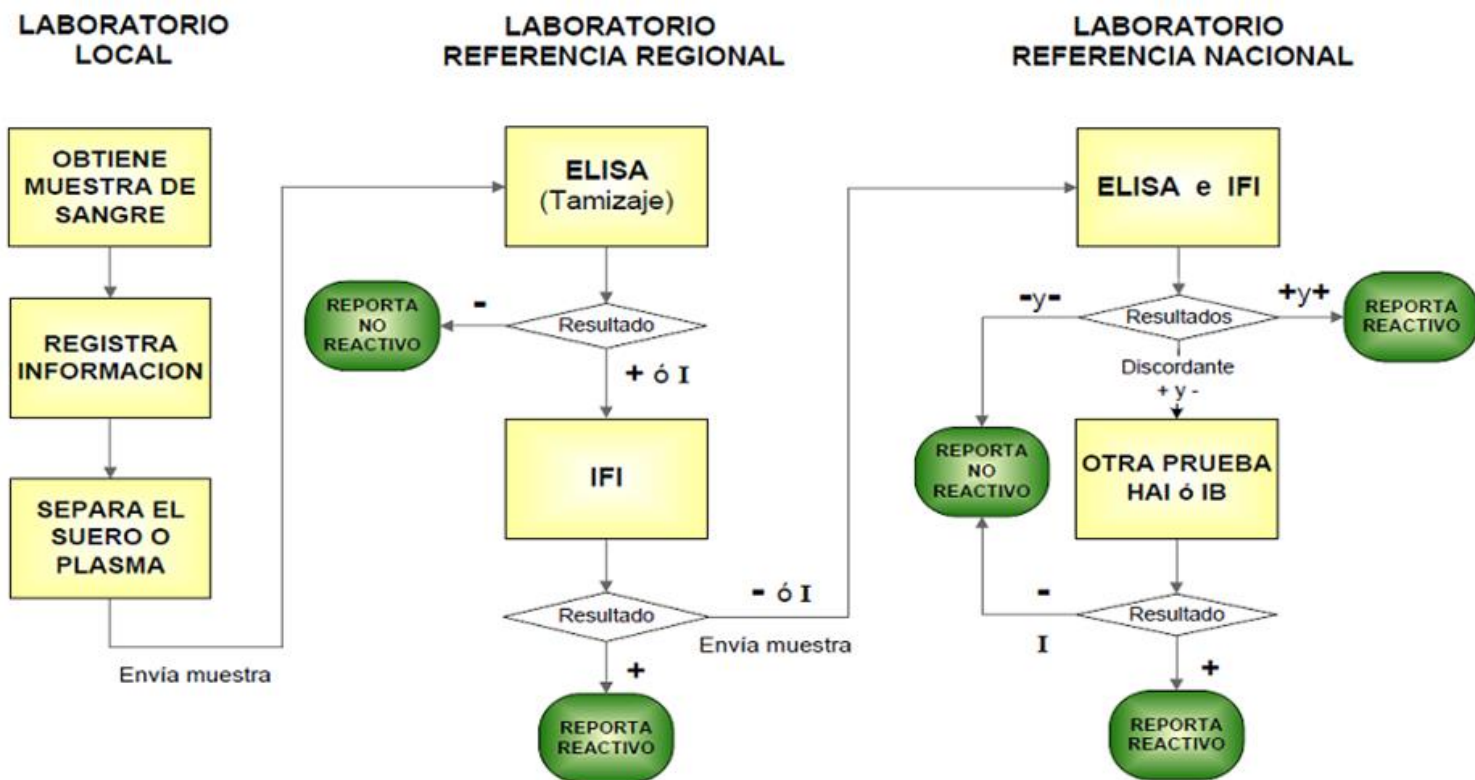 LABORATORIO
LOCAL
OBTIENE
MUESTRA DE
SANGRE
REGISTRA
INFORMACION
SEPARA EL
SUERO O
PLASMA
Envía muestra
LABORATORIO
REFERENCIA REGIONAL
ELISA
(Tamizaje)
Resultado
-
REPORTA
NO
REACTIVO
+ ó I
IFI
Resultado
- ó I
Envía muestra
+
REPORTA
REACTIVO
LABORATORIO
REFERENCIA NACIONAL
ELISA e IFI
Resultados
-y-
+y+
REPORTA
REACTIVO
Discordante
+ y -
REPORTA
NO
REACTIVO
OTRA PRUEBA
HAI ó IB
Resultado
-
I
+
REPORTA
REACTIVO